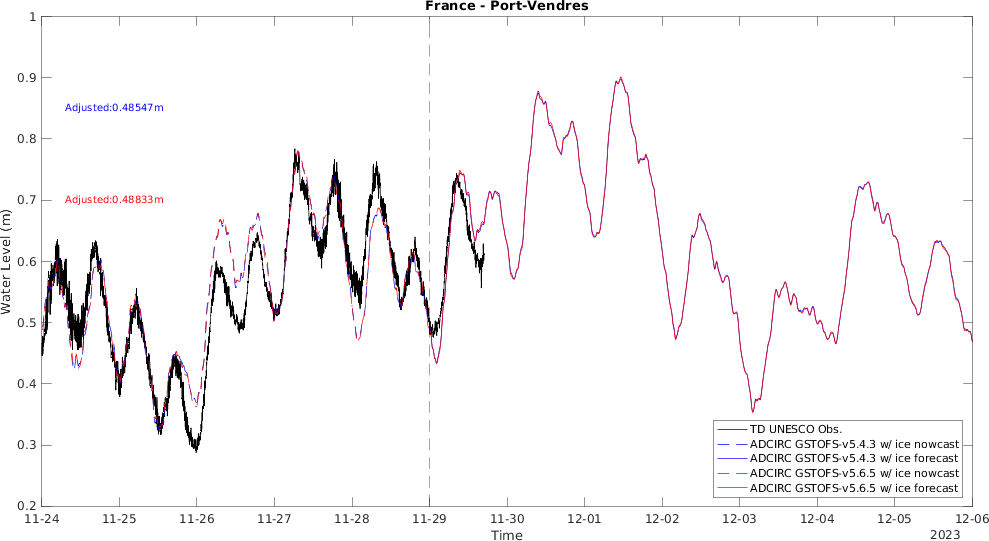 France - Port-Vendres
1
0.9
0.8
0.7
0.6
0.5
0.4
0.3
0.2
Water Level (m)
Adjusted:0.48547m
Adjusted:0.48833m
TD UNESCO Obs.
ADCIRC GSTOFS-v5.4.3 w/ ice nowcast
ADCIRC GSTOFS-v5.4.3 w/ ice forecast
ADCIRC GSTOFS-v5.6.5 w/ ice nowcast
ADCIRC GSTOFS-v5.6.5 w/ ice forecast
11-24 11-25 11-26 11-27 11-28 11-29 11-30 12-01 12-02 12-03 12-04 12-05 12-06
Time
2023